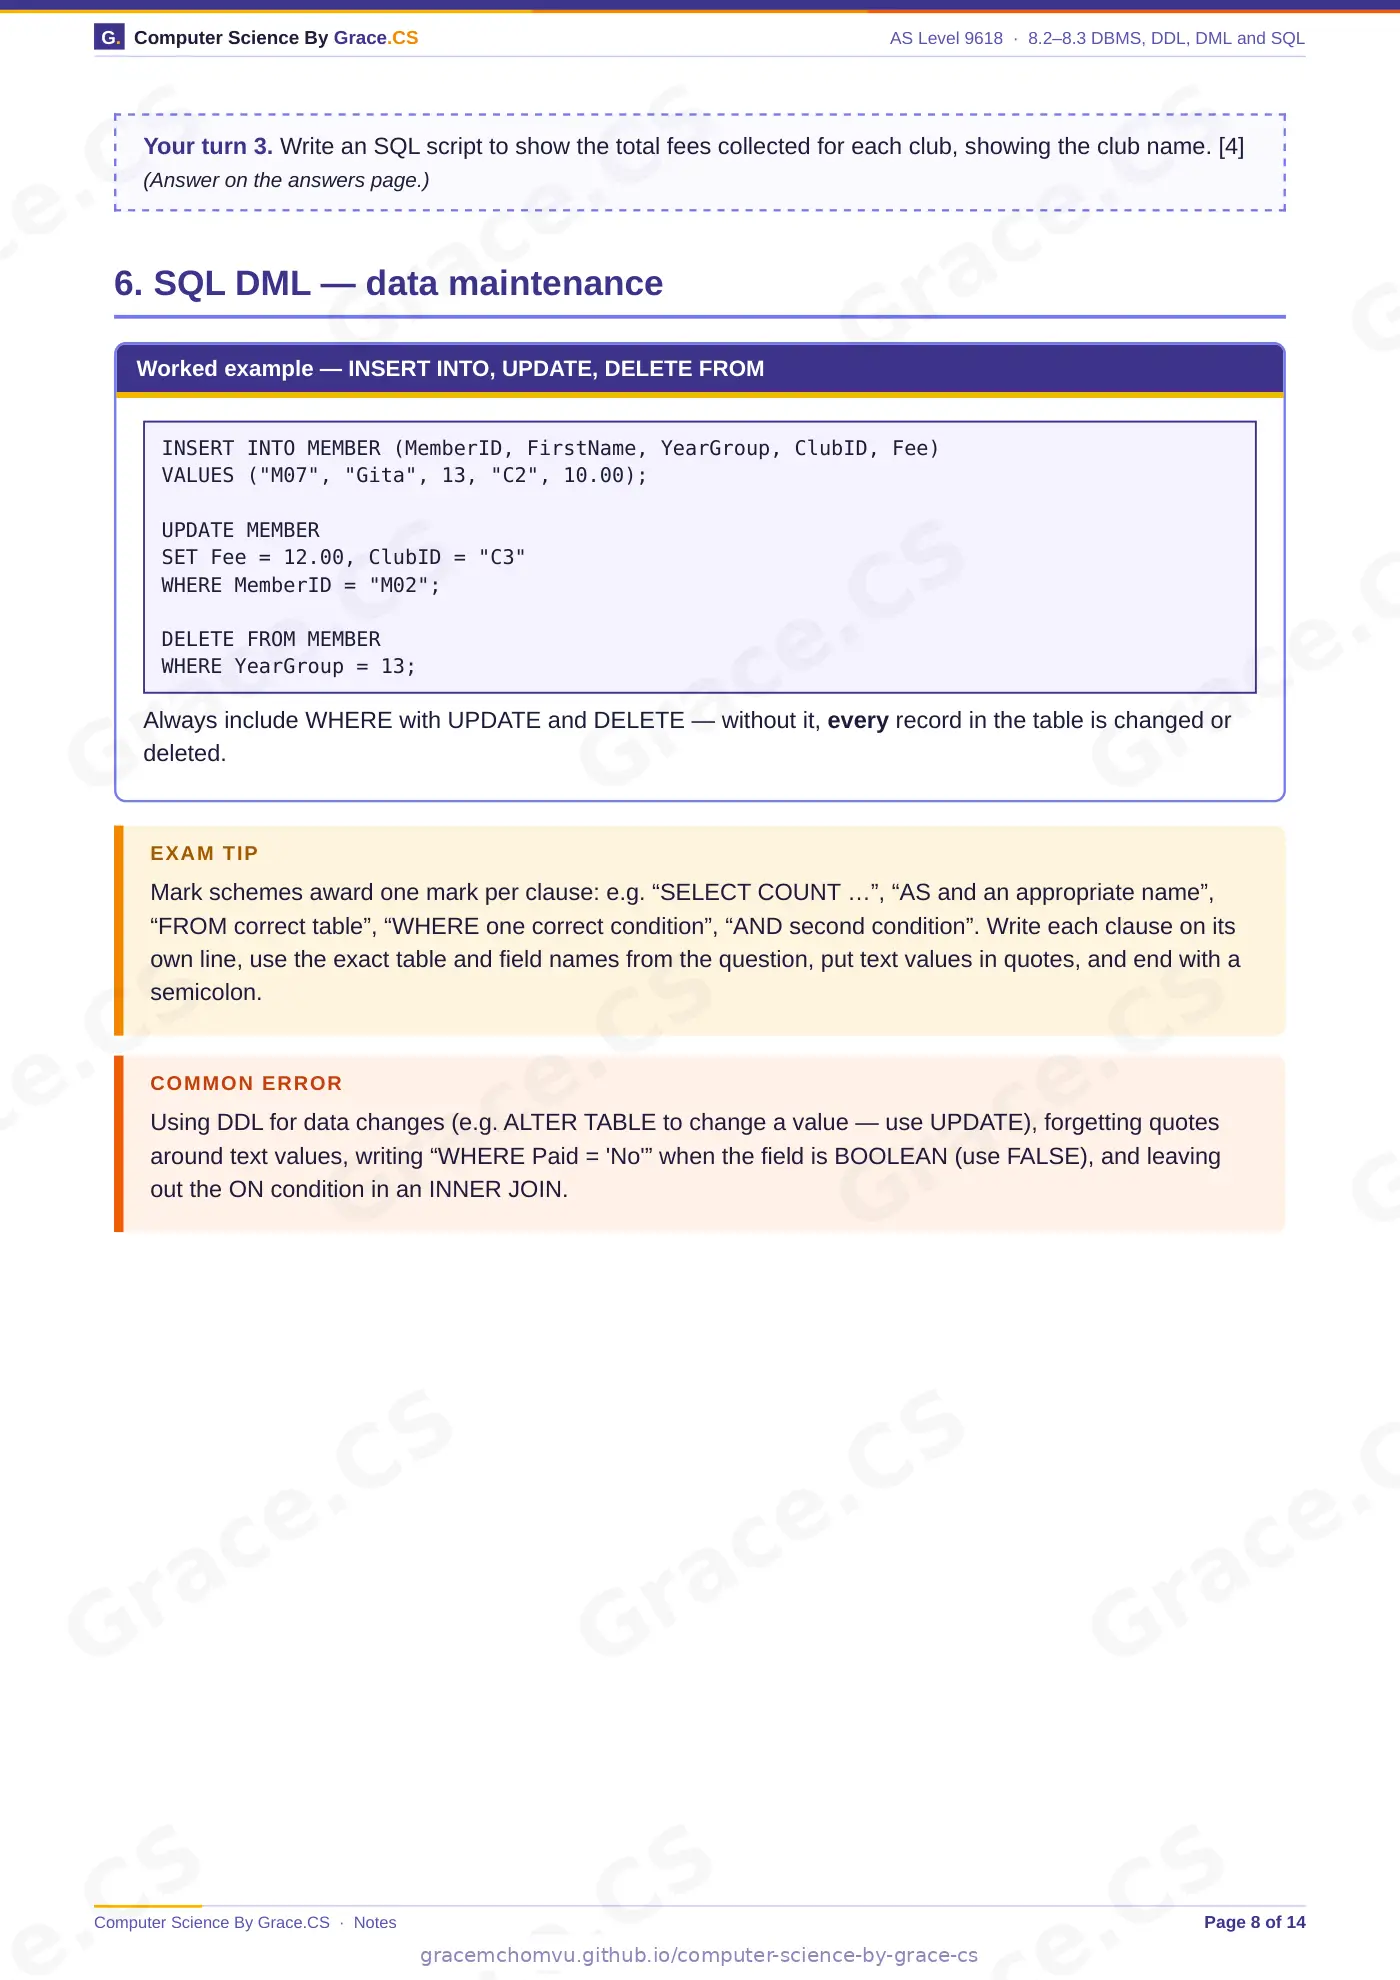 G. Computer Science By Grace.CS
AS Level 9618 · 8.2–8.3 DBMS, DDL, DML and SQL
Your turn 3. Write an SQL script to show the total fees collected for each club, showing the club name. [4]
(Answer on the answers page.)
6. SQL DML — data maintenance
Worked example — INSERT INTO, UPDATE, DELETE FROM
INSERT INTO MEMBER (MemberID, FirstName, YearGroup, ClubID, Fee)
VALUES ("M07", "Gita", 13, "C2", 10.00);
UPDATE MEMBER
SET Fee = 12.00, ClubID = "C3"
WHERE MemberID = "M02";
DELETE FROM MEMBER
WHERE YearGroup = 13;
Always include WHERE with UPDATE and DELETE — without it, every record in the table is changed or
deleted.
EXAM TIP
Mark schemes award one mark per clause: e.g. “SELECT COUNT …”, “AS and an appropriate name”,
“FROM correct table”, “WHERE one correct condition”, “AND second condition”. Write each clause on its
own line, use the exact table and field names from the question, put text values in quotes, and end with a
semicolon.
COMMON ERROR
Using DDL for data changes (e.g. ALTER TABLE to change a value — use UPDATE), forgetting quotes
around text values, writing “WHERE Paid = 'No'” when the field is BOOLEAN (use FALSE), and leaving
out the ON condition in an INNER JOIN.
Computer Science By Grace.CS · Notes
Page 8 of 14
gracemchomvu.github.io/computer-science-by-grace-cs